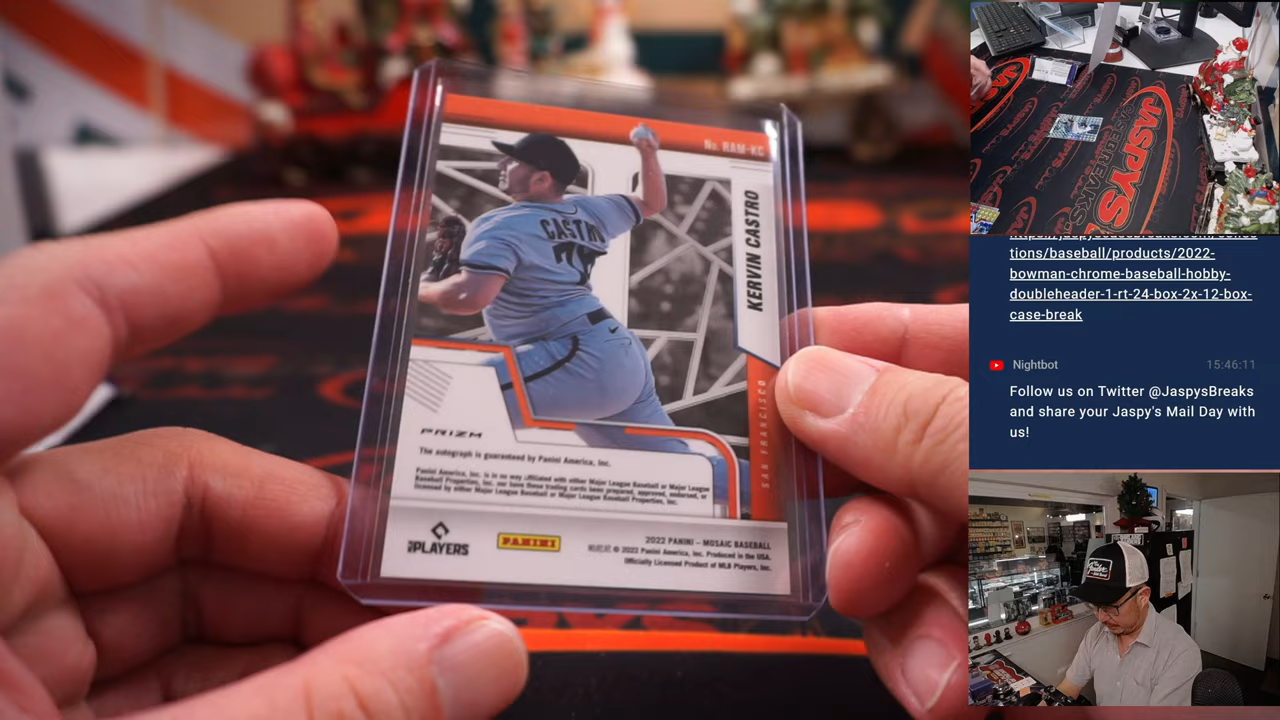 No. RAM-KC
KERVIN CASTRO
SAN FRANCISCO
CASTRO
PRIZM
The autograph is guaranteed by Panini America, Inc.
Panini America, Inc. is in no way affiliated with either Major League Baseball or Major League
Baseball Properties, Inc. nor have these trading cards been prepared, approved, endorsed, or
licensed by either Major League Baseball or Major League Baseball Properties, Inc.
PLAYERS
PANINI
2022 PANINI – MOSAIC BASEBALL
© 2022 Panini America, Inc. Produced in the USA.
Officially Licensed Product of MLB Players, Inc.
JASPYS
CASEBREAKS
tions/baseball/products/2022-
bowman-chrome-baseball-hobby-
doubleheader-1-rt-24-box-2x-12-box-
case-break
Nightbot
15:46:11
Follow us on Twitter @JaspysBreaks
and share your Jaspy's Mail Day with
us!